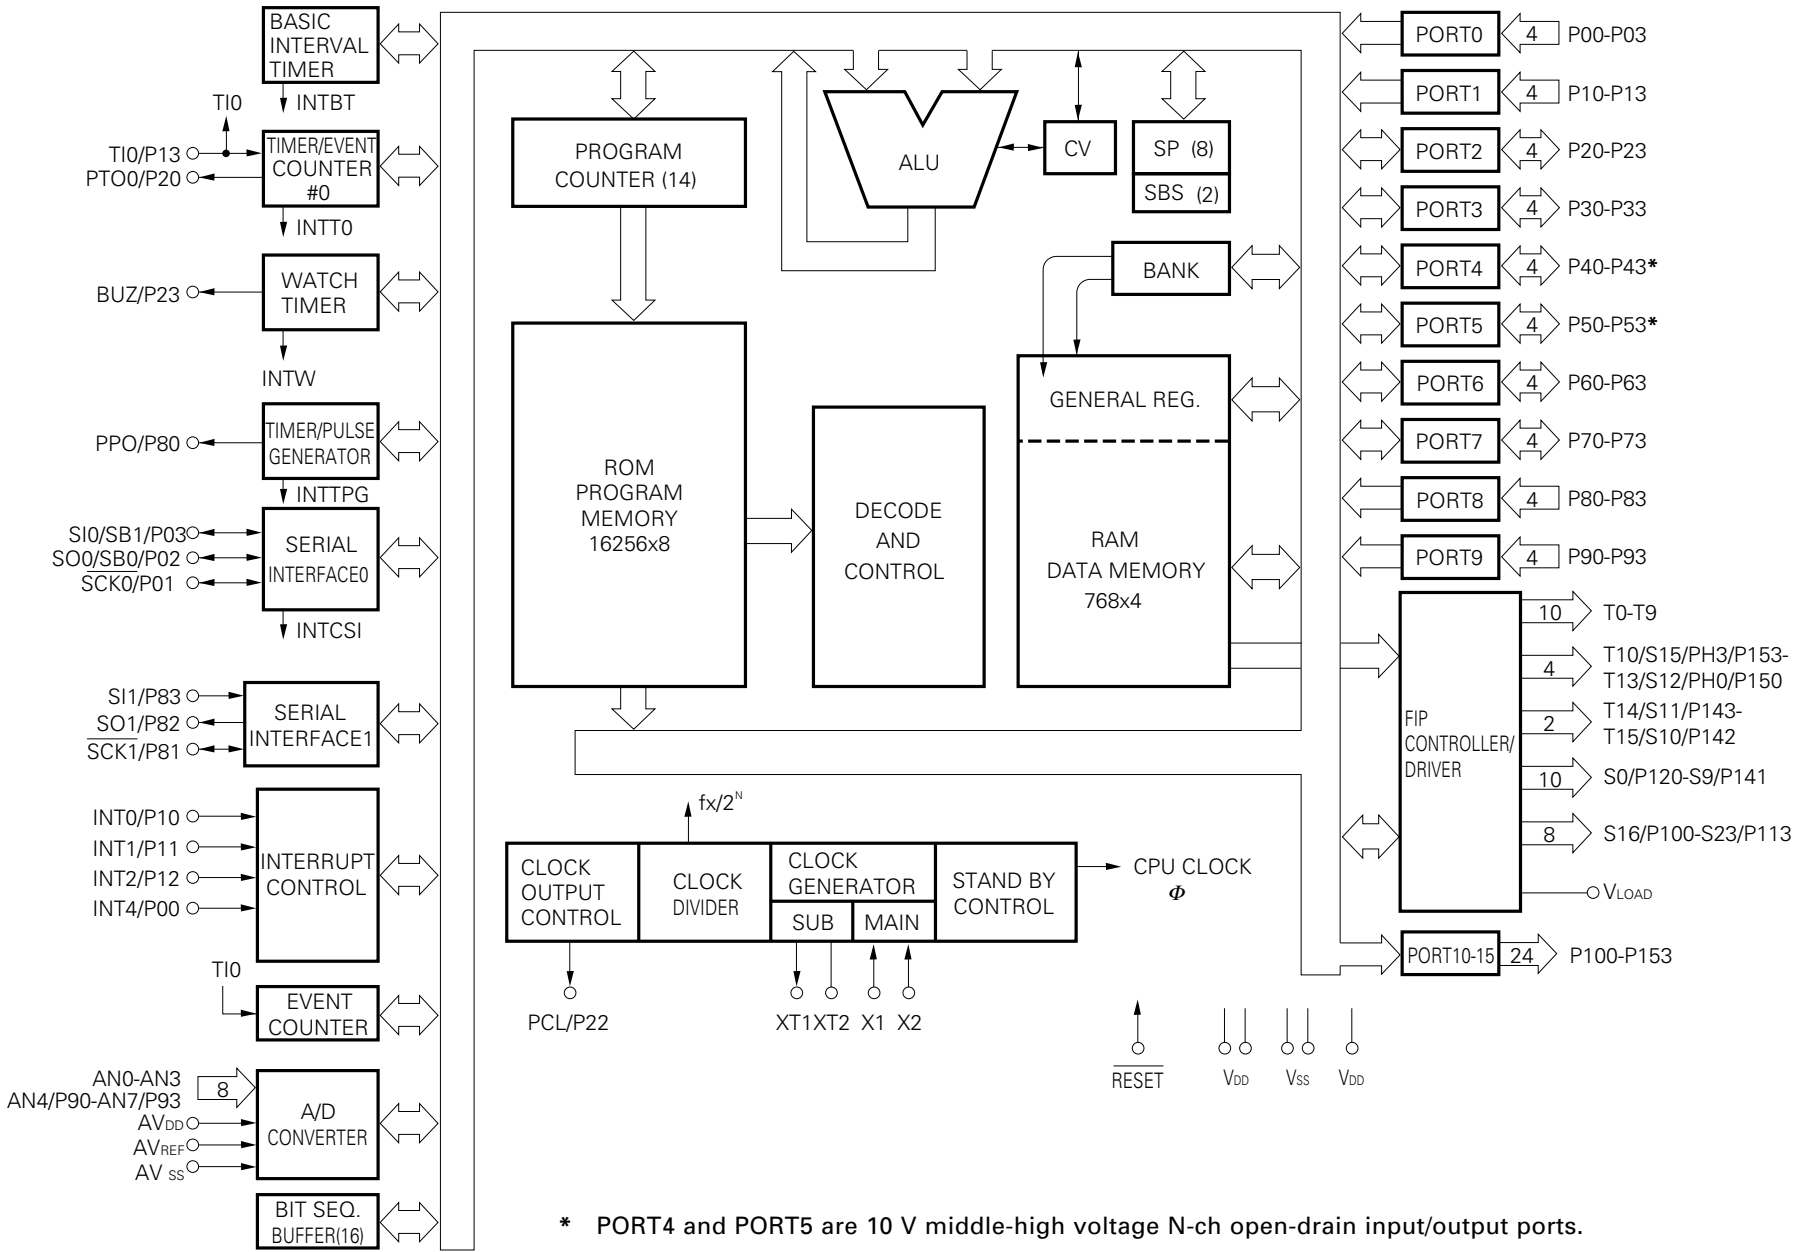 BASIC
INTERVAL
TIMER
INTBT
TI0
TI0/P13
PTO0/P20
TIMER/EVENT
COUNTER
#0
INTT0
BUZ/P23
WATCH
TIMER
INTW
PPO/P80
TIMER/PULSE
GENERATOR
INTTPG
SI0/SB1/P03
SO0/SB0/P02
SCK0/P01
SERIAL
INTERFACE0
INTCSI
SI1/P83
SO1/P82
SCK1/P81
SERIAL
INTERFACE1
INT0/P10
INT1/P11
INT2/P12
INT4/P00
INTERRUPT
CONTROL
TI0
EVENT
COUNTER
AN0-AN3
AN4/P90-AN7/P93
8
AVDD
AVREF
AV SS
A/D
CONVERTER
BIT SEQ.
BUFFER(16)
PROGRAM
COUNTER (14)
ALU
CV
SP (8)
SBS (2)
BANK
GENERAL REG.
RAM
DATA MEMORY
768x4
ROM
PROGRAM
MEMORY
16256x8
DECODE
AND
CONTROL
fx/2N
CLOCK
OUTPUT
CONTROL
CLOCK
DIVIDER
CLOCK
GENERATOR
SUB
MAIN
STAND BY
CONTROL
CPU CLOCK
Φ
PCL/P22
XT1
XT2
X1
X2
RESET
VDD
VSS
VDD
PORT0
4
P00-P03
PORT1
4
P10-P13
PORT2
4
P20-P23
PORT3
4
P30-P33
PORT4
4
P40-P43*
PORT5
4
P50-P53*
PORT6
4
P60-P63
PORT7
4
P70-P73
PORT8
4
P80-P83
PORT9
4
P90-P93
FIP
CONTROLLER/
DRIVER
10
T0-T9
4
T10/S15/PH3/P153-
T13/S12/PH0/P150
2
T14/S11/P143-
T15/S10/P142
10
S0/P120-S9/P141
8
S16/P100-S23/P113
VLOAD
PORT10-15
24
P100-P153
* PORT4 and PORT5 are 10 V middle-high voltage N-ch open-drain input/output ports.